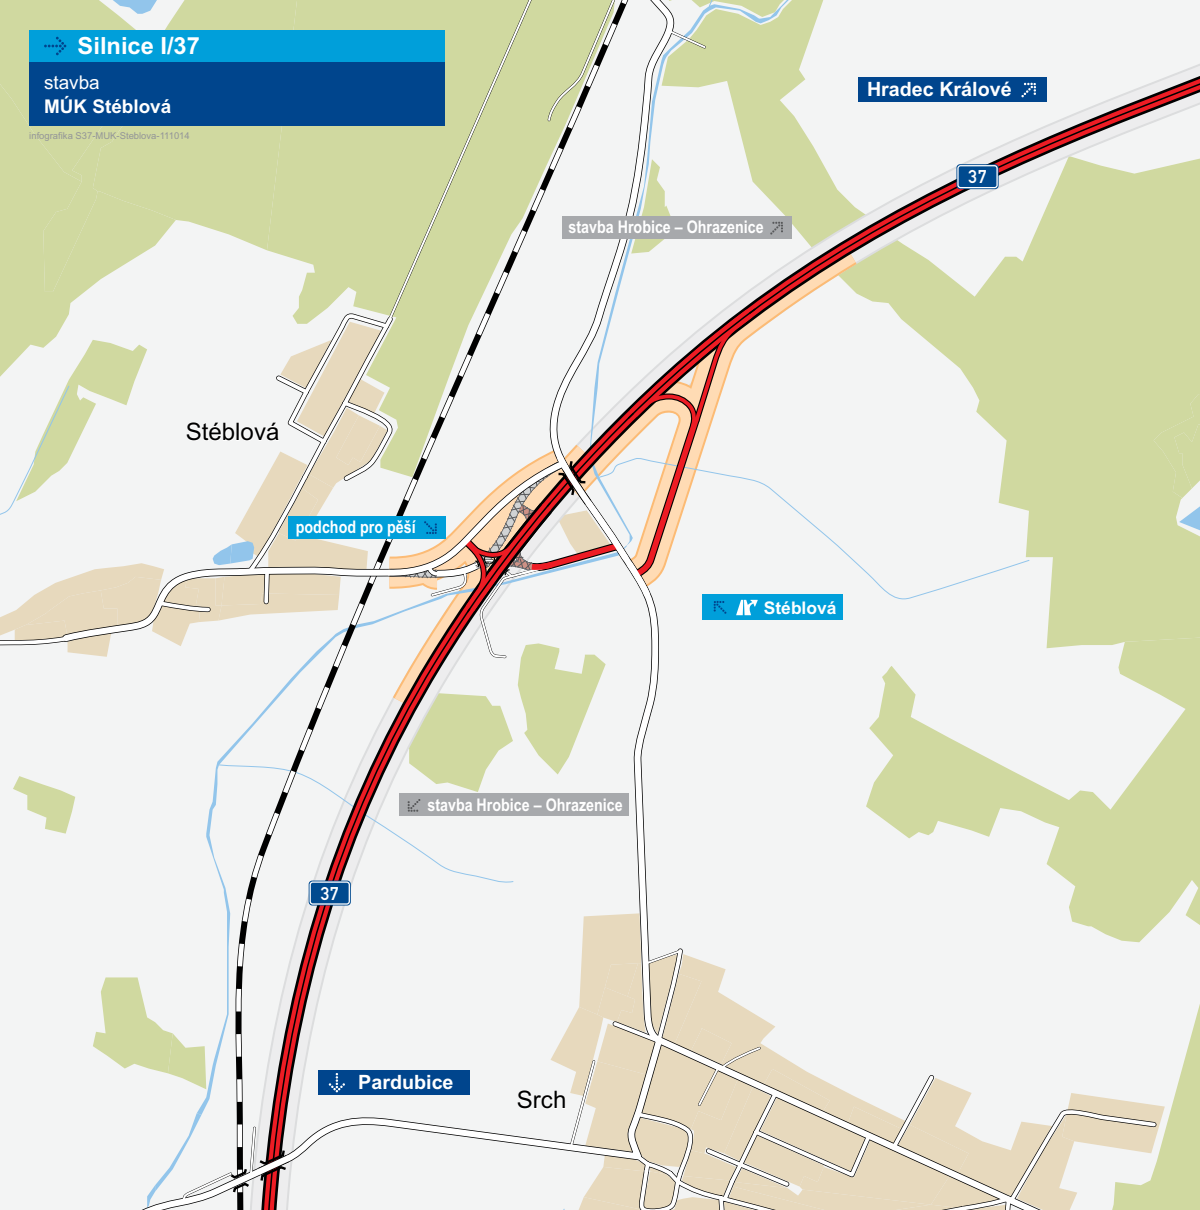 Silnice I/37
stavba
MÚK Stéblová
infografika S37-MUK-Steblova-111014
Hradec Králové
37
stavba Hrobice – Ohrazenice
Stéblová
podchod pro pěší
Stéblová
stavba Hrobice – Ohrazenice
37
Pardubice
Srch